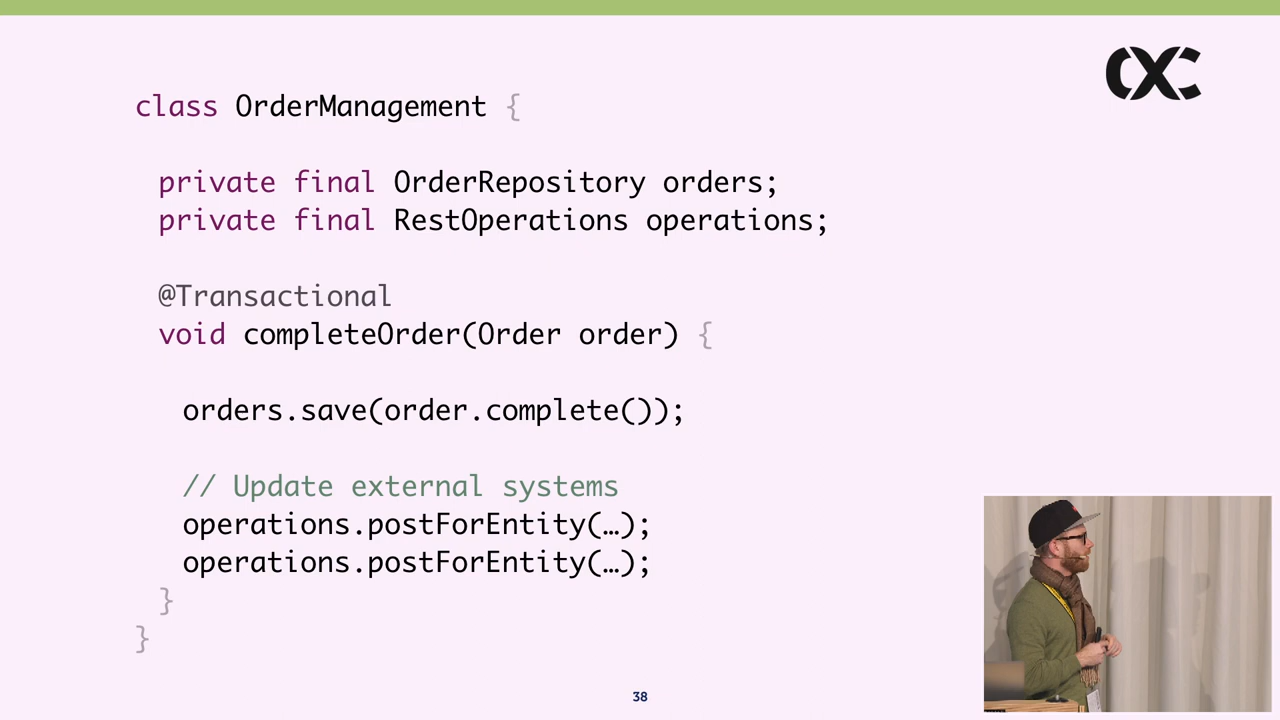 class OrderManagement {
private final OrderRepository orders;
private final RestOperations operations;
@Transactional
void completeOrder(Order order) {
orders.save(order.complete());
// Update external systems
operations.postForEntity(…);
operations.postForEntity(…);
}
}
38